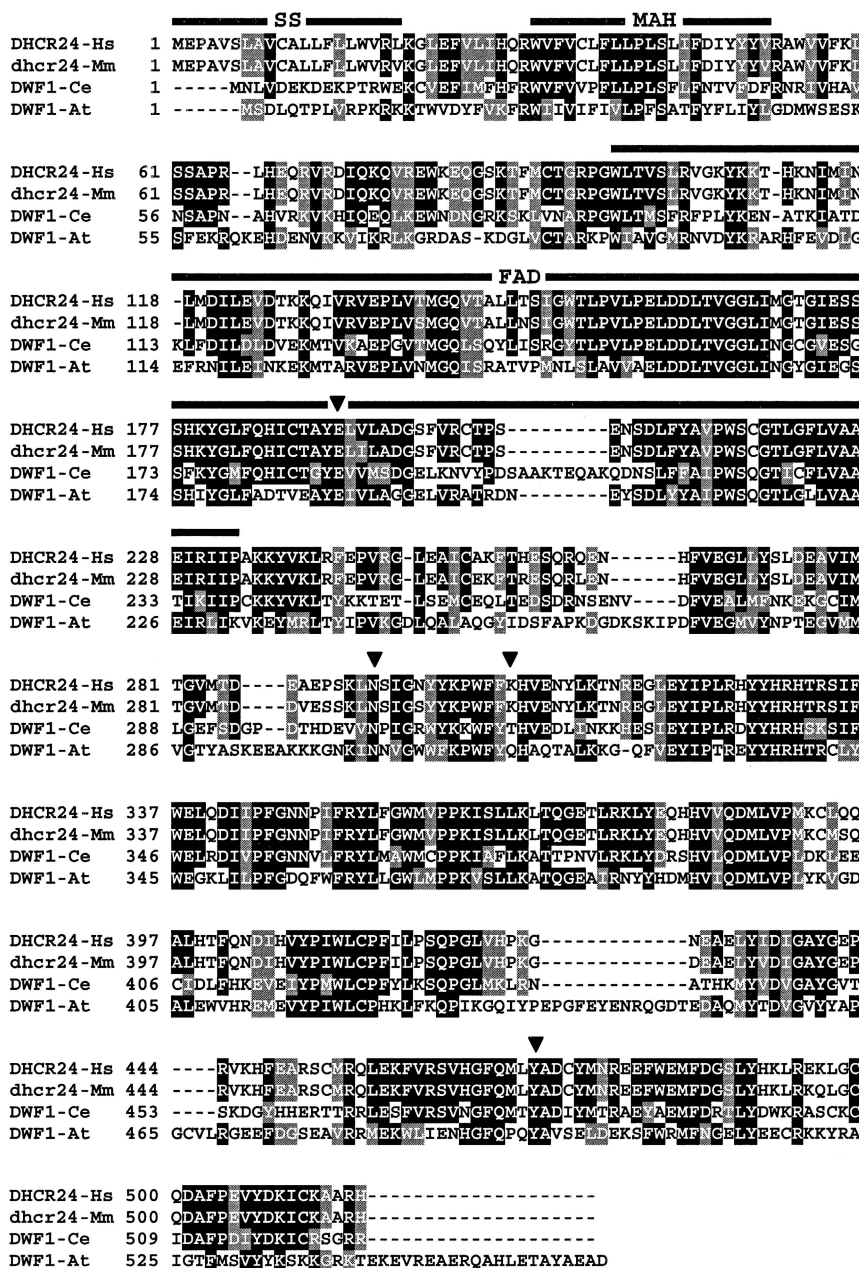 SS MAH
DHCR24-Hs 1 MEPAVSLAVCALLFLLWVRLKGLEFVLIHQRWVFVCLFLLPLSLIFDIYYYVRAWVVFKL
dhcr24-Mm 1 MEPAVSLAVCALLFLLWVRVKGLEFVLIHQRWVFVCLFLLPLSLIFDIYYYVRAWVVFKL
DWF1-Ce 1 -----MNLVDEKDEKPTRWEKCVEFIMFHFRWVFVVPFLLPLSFLFNTVFDFRNRIVHAV
DWF1-At 1 ------MSDLQTPLVRPKRKKTWVDYFVKFRWIIVIFIVLPFSATFYFLIYLGDMWSESK
DHCR24-Hs 61 SSAPR--LHEQRVRDIQKQVREWKEQGSKTFMCTGRPGWLTVSLRVGKYKKT-HKNIMIN
dhcr24-Mm 61 SSAPR--LHEQRVRDIQKQVREWKEQGSKTFMCTGRPGWLTVSLRVGKYKKT-HKNIMIN
DWF1-Ce 56 NSAPN--AHVRKVKHIQEQLKEWNDNGRKSKLVNARPGWLTMSFRFPLYKEN-ATKIATD
DWF1-At 55 SFEKRQKEHDENVKKVIKRLKGRDAS-KDGLVCTARKPWIAVGMRNVDYKRARHFEVDLG
FAD
DHCR24-Hs 118 -LMDILEVDTKKQIVRVEPLVTMGQVTALLTSIGWTLPVLPELDDLTVGGLIMGTGIESS
dhcr24-Mm 118 -LMDILEVDTKKQIVRVEPLVSMGQVTALLNSIGWTLPVLPELDDLTVGGLIMGTGIESS
DWF1-Ce 113 KLFDILDLDVEKMTVKAEPGVTMGQLSQYLISRGYTLPVLPELDDLTVGGLINGCGVESG
DWF1-At 114 EFRNILEINKEKMTARVEPLVNMGQISRATVPMNLSLAVVAELDDLTVGGLINGYGIEGS
▼
DHCR24-Hs 177 SHKYGLFQHICTAYELVLADGSFVRCTPS---------ENSDLFYAVPWSCGTLGFLVAA
dhcr24-Mm 177 SHKYGLFQHICTAYELILADGSFVRCTPS---------ENSDLFYAVPWSCGTLGFLVAA
DWF1-Ce 173 SFKYGMFQHICTGYEVVMSDGELKNVYPDSAAKTEQAKQDNSLFFAIPWSQGTICFLVAA
DWF1-At 174 SHIYGLFADTVEAYEIVLAGGELVRATRDN--------EYSDLYYAIPWSQGTLGLLVAA
DHCR24-Hs 228 EIRIIPAKKYVKLRFEPVRG-LEAICAKFTHESQRQEN------HFVEGLLYSLDEAVIM
dhcr24-Mm 228 EIRIIPAKKYVKLRFEPVRG-LEAICEKFTRESQRLEN------HFVEGLLYSLDEAVIM
DWF1-Ce 233 TIKIIPCKKYVKLTYKKTET-LSEMCEQLTEDSDRNSENV----DFVEALMFNKEKGCIM
DWF1-At 226 EIRLIKVKEYMRLTYIPVKGDLQALAQGYIDSFAPKDGDKSKIPDFVEGMVYNPTEGVMM
▼ ▼
DHCR24-Hs 281 TGVMTD----EAEPSKLNSIGNYYKPWFFKHVENYLKTNREGLEYIPLRHYYHRHTRSIF
dhcr24-Mm 281 TGVMTD----DVESSKLNSIGSYYKPWFFKHVENYLKTNREGLEYIPLRHYYHRHTRSIF
DWF1-Ce 288 LGEFSDGP--DTHDEVVNPIGRWYKKWFYTHVEDLINKKHESIEYIPLRDYYHRHSKSIF
DWF1-At 286 VGTYASKEEAKKKGNKINNVGWWFKPWFYQHAQTALKKG-QFVEYIPTREYYHRHTRCLY
DHCR24-Hs 337 WELQDIIPFGNNPIFRYLFGWMVPPKISLLKLTQGETLRKLYEQHHVVQDMLVPMKCLQQ
dhcr24-Mm 337 WELQDIIPFGNNPIFRYLFGWMVPPKISLLKLTQGETLRKLYEQHHVVQDMLVPMKCMSQ
DWF1-Ce 346 WELRDIVPFGNNVLFRYLMAWMCPPKIAFLKATTPNVLRKLYDRSHVLQDMLVPLDKLEE
DWF1-At 345 WEGKLILPFGDQFWFRYLLGWLMPPKVSLLKATQGEAIRNYYHDMHVIQDMLVPLYKVGD
DHCR24-Hs 397 ALHTFQNDIHVYPIWLCPFILPSQPGLVHPKG--------------NEAELYIDIGAYGEP
dhcr24-Mm 397 ALHTFQNDIHVYPIWLCPFILPSQPGLVHPKG--------------DEAELYVDIGAYGEP
DWF1-Ce 406 CIDLFHKEVEIYPMWLCPFYLKSQPGLMKLRN--------------ATHKMYVDVGAYGVT
DWF1-At 405 ALEWVHREMEVYPIWLCPHKLFKQPIKGQIYPEPGFEYENRQGDTEDAQMYTDVGVYYAP
▼
DHCR24-Hs 444 ----RVKHFEARSCMRQLEKFVRSVHGFQMLYADCYMNREEFWEMFDGSLYHKLREKLGC
dhcr24-Mm 444 ----RVKHFEARSCMRQLEKFVRSVHGFQMLYADCYMNREEFWEMFDGSLYHKLRKQLGC
DWF1-Ce 453 ----SKDGYHHERTTRRLESFVRSVNGFQMTYADIYMTRAEYAEMFDRTLYDWKRASCKC
DWF1-At 465 GCVLRGEEFDGSEAVRRMEKWLIENHGFQPQYAVSELDEKSFWRMFNGELYEECRKKYRA
DHCR24-Hs 500 QDAFPEVYDKICKAARH--------------------
dhcr24-Mm 500 QDAFPEVYDKICKAARH--------------------
DWF1-Ce 509 IDAFPDIYDKICRSGRR--------------------
DWF1-At 525 IGTFMSVYYKSKKGRKTEKEVREAERQAHLETAYAEAD